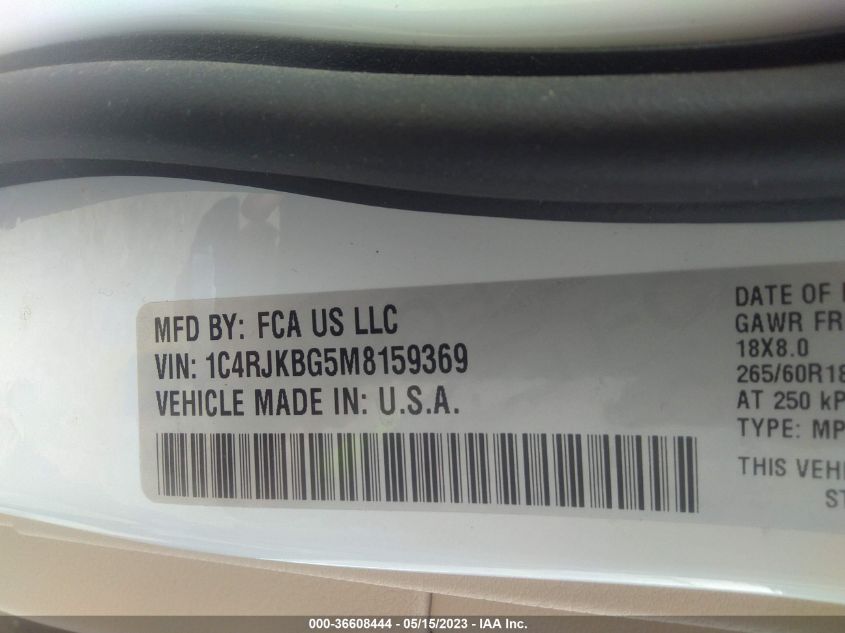 MFD BY: FCA US LLC
VIN: 1C4RJKBG5M8159369
VEHICLE MADE IN: U.S.A.
DATE OF
GAWR FR
18X8.0
265/60R18
AT 250 kP
TYPE: MP
THIS VEHI
ST
000-36608444 - 05/15/2023 - IAA Inc.